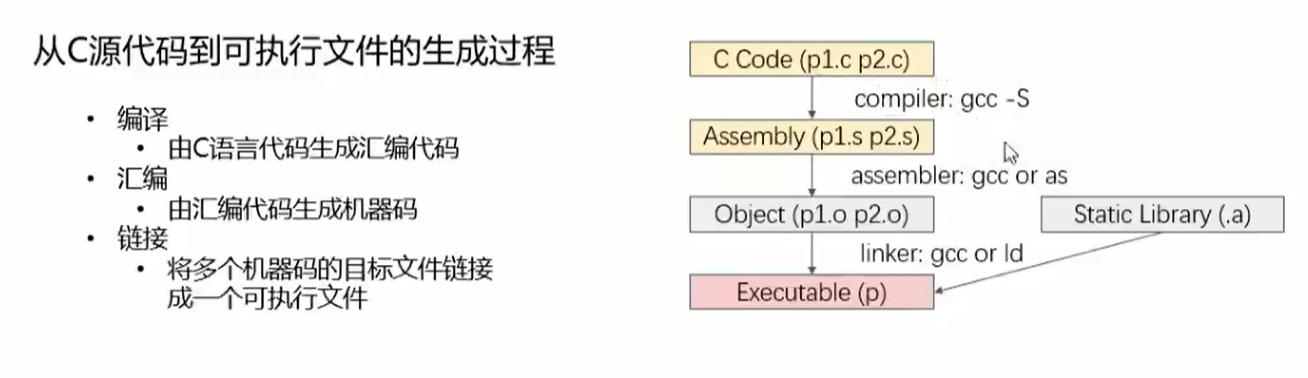 从C源代码到可执行文件的生成过程
• 编译
• 由C语言代码生成汇编代码
• 汇编
• 由汇编代码生成机器码
• 链接
• 将多个机器码的目标文件链接
成一个可执行文件
C Code (p1.c p2.c)
compiler: gcc -S
Assembly (p1.s p2.s)
assembler: gcc or as
Object (p1.o p2.o)
Static Library (.a)
linker: gcc or ld
Executable (p)